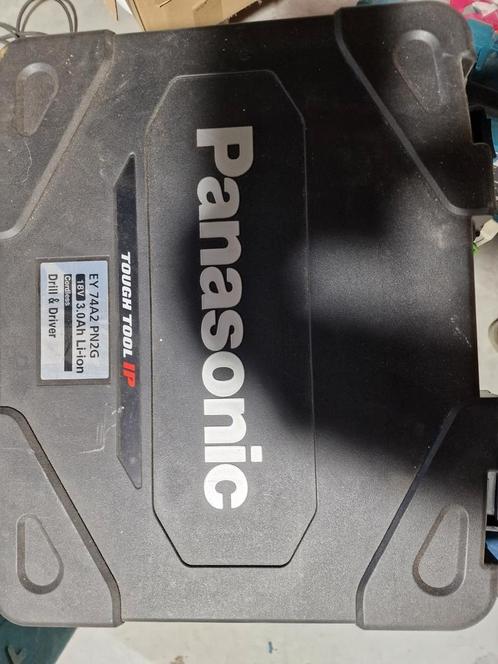 Panasonic
TOUGH TOOL IP
EY 74A2 PN2G
Cordless 18V 3.0Ah Li-ion
Drill & Driver